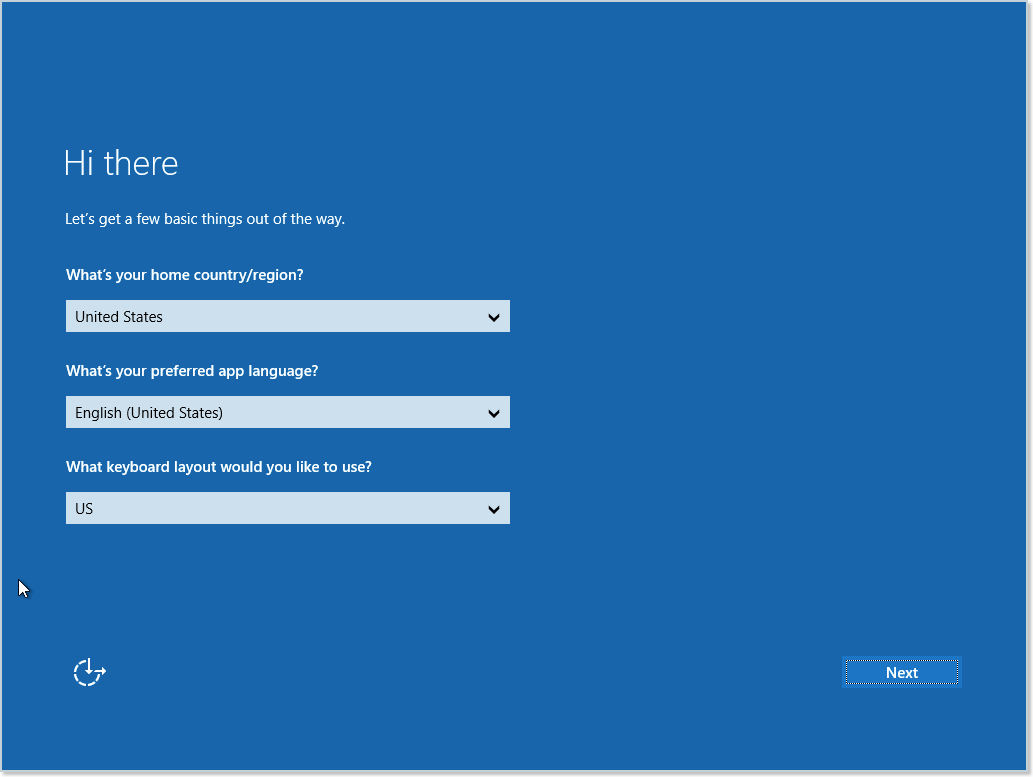 Hi there
Let's get a few basic things out of the way.
What's your home country/region?
United States
What's your preferred app language?
English (United States)
What keyboard layout would you like to use?
US
Next